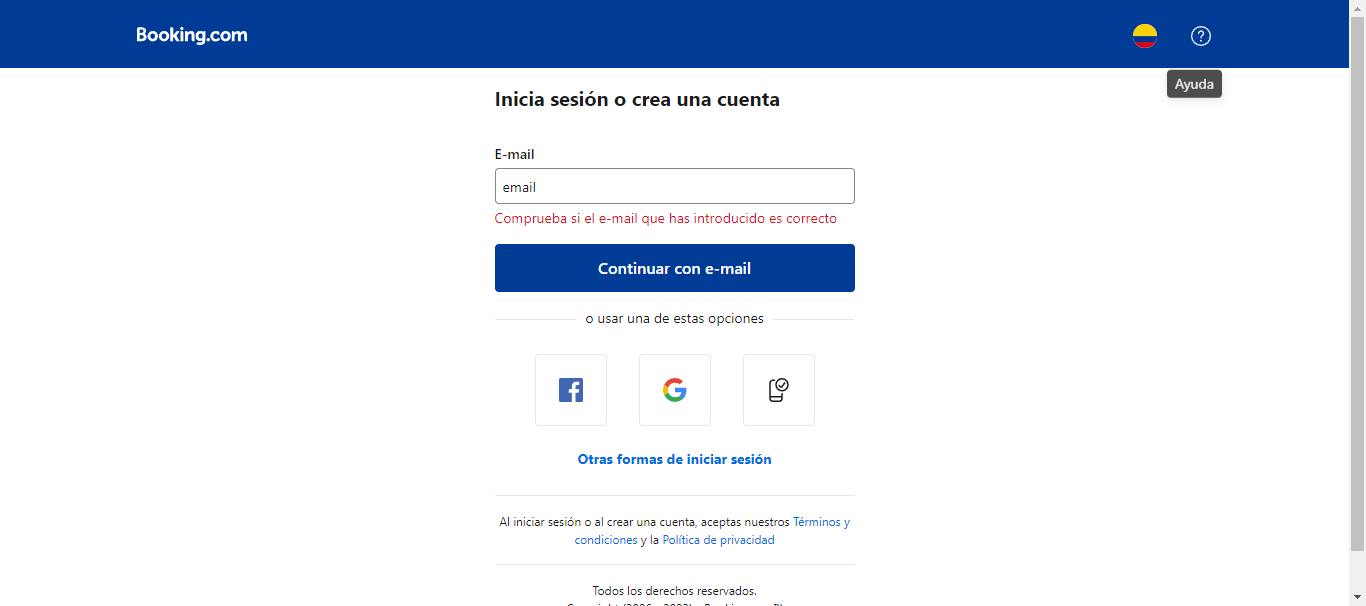 Booking.com
Ayuda
Inicia sesión o crea una cuenta
E-mail
email
Comprueba si el e-mail que has introducido es correcto
Continuar con e-mail
o usar una de estas opciones
Otras formas de iniciar sesión
Al iniciar sesión o al crear una cuenta, aceptas nuestros Términos y
condiciones y la Política de privacidad
Todos los derechos reservados.